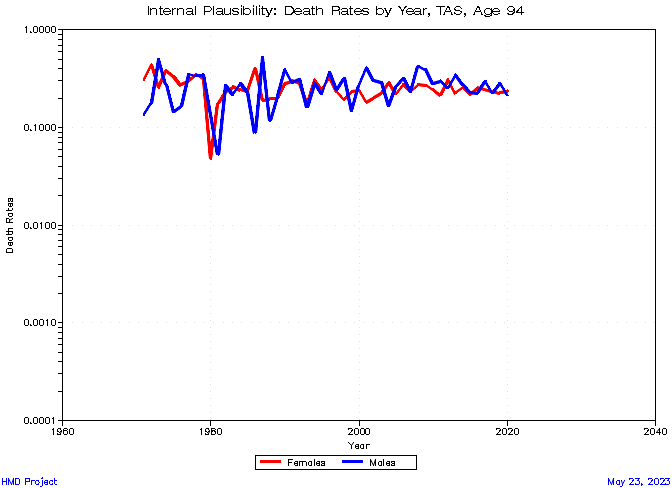 Internal Plausibility: Death Rates by Year, TAS, Age 94
1.0000
0.1000
0.0100
0.0010
0.0001
Death Rates
1960
1980
2000
2020
2040
Year
Females
Males
HMD Project
May 23, 2023